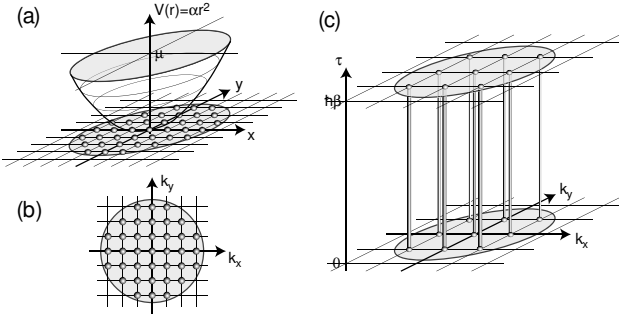 (a)
V(r)=αr²
μ
y
x
(b)
k_y
k_x
(c)
τ
ħβ
0
k_y
k_x